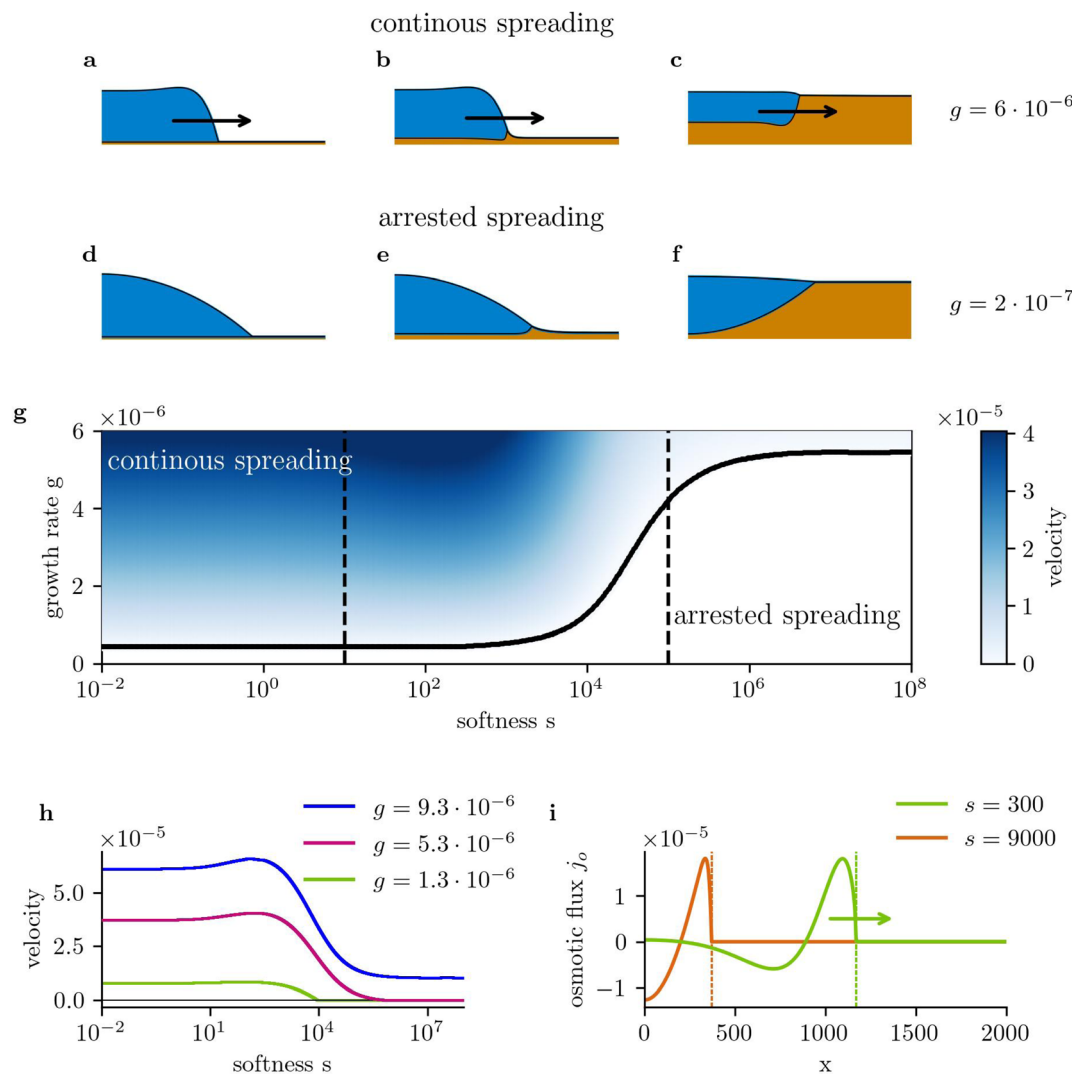 continous spreading
a
b
c
g = 6 · 10⁻⁶
arrested spreading
d
e
f
g = 2 · 10⁻⁷
g
×10⁻⁶
×10⁻⁵
6
4
2
0
growth rate g
continous spreading
arrested spreading
10⁻²
10⁰
10²
10⁴
10⁶
10⁸
softness s
4
3
2
1
0
velocity
h
×10⁻⁵
g = 9.3 · 10⁻⁶
g = 5.3 · 10⁻⁶
g = 1.3 · 10⁻⁶
5.0
2.5
0.0
velocity
10⁻²
10¹
10⁴
10⁷
softness s
i
×10⁻⁵
s = 300
s = 9000
1
0
−1
osmotic flux jₒ
0
500
1000
1500
2000
x